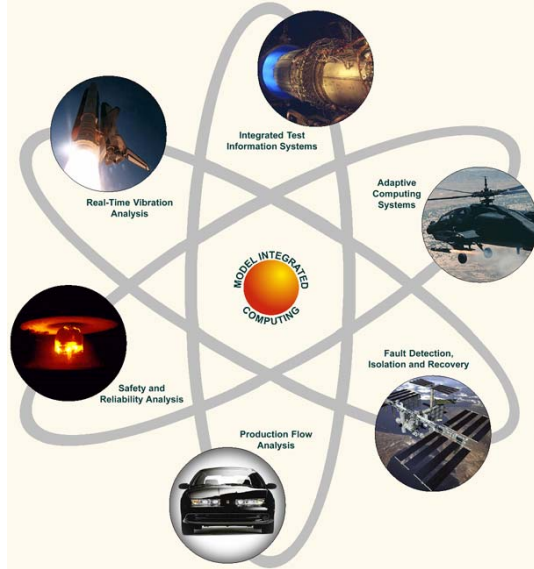 Integrated Test
Information Systems
Real-Time Vibration
Analysis
Adaptive
Computing
Systems
MODEL INTEGRATED
COMPUTING
Fault Detection,
Isolation and Recovery
Safety and
Reliability Analysis
Production Flow
Analysis